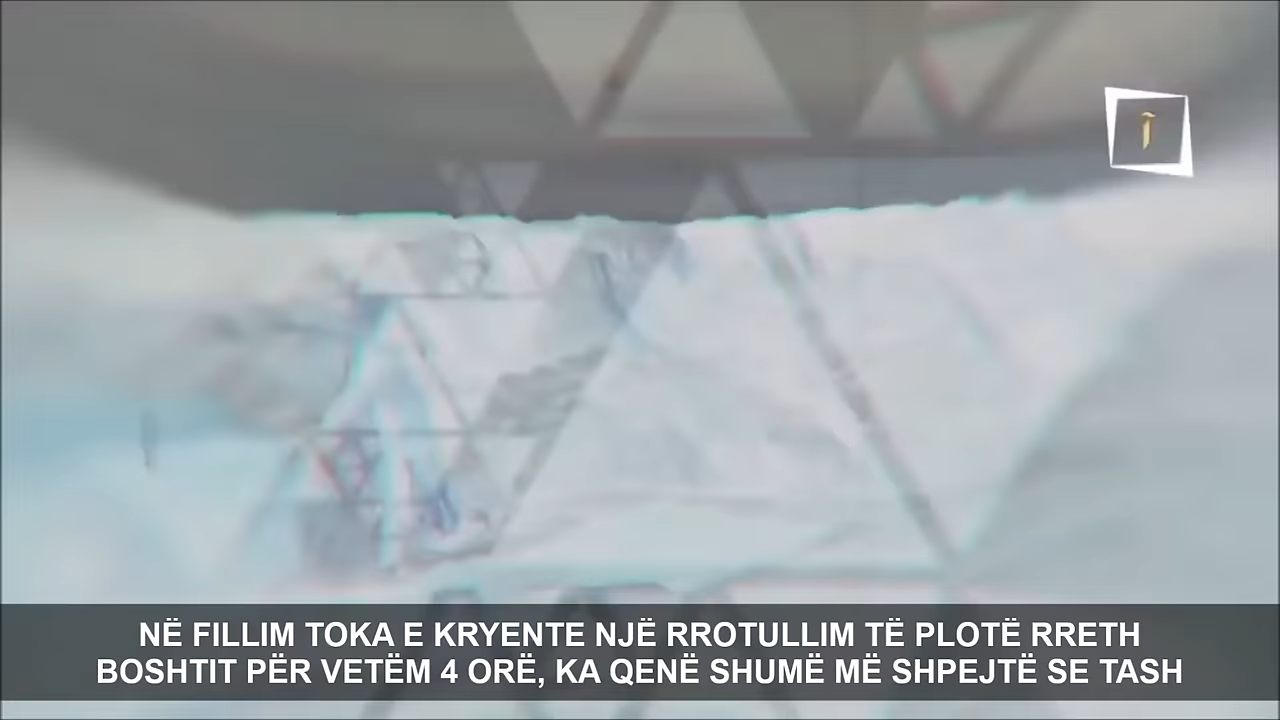 NË FILLIM TOKA E KRYENTE NJË RROTULLIM TË PLOTË RRETH
BOSHTIT PËR VETËM 4 ORË, KA QENË SHUMË MË SHPEJTË SE TASH